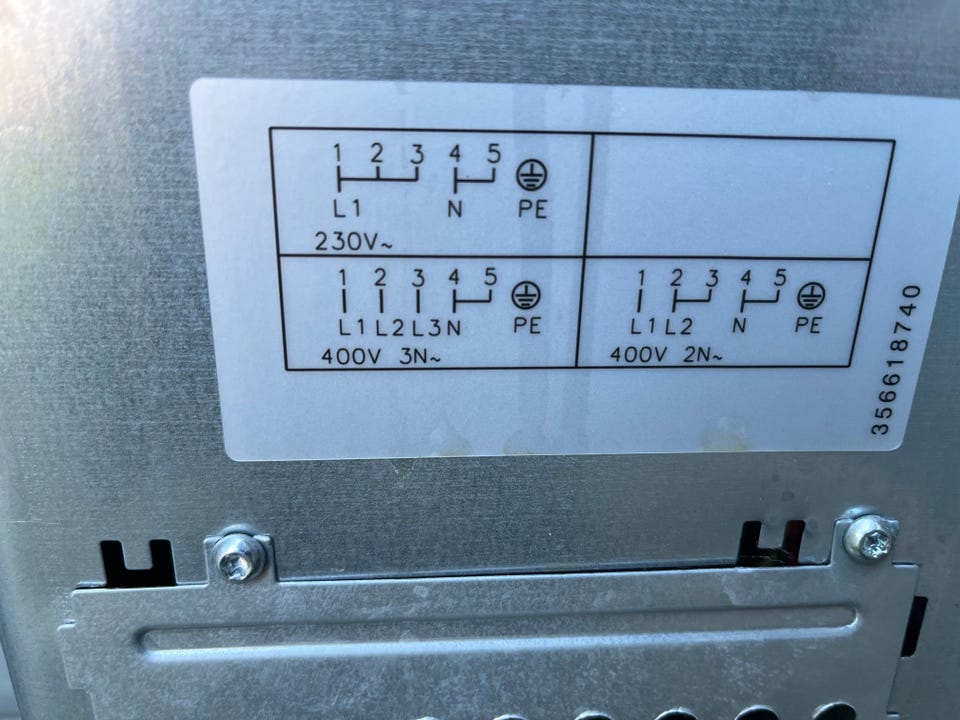 1 2 3 4 5
L1 N PE
230V~
1 2 3 4 5
L1 L2 L3 N PE
400V 3N~
1 2 3 4 5
L1 L2 N PE
400V 2N~
356618740